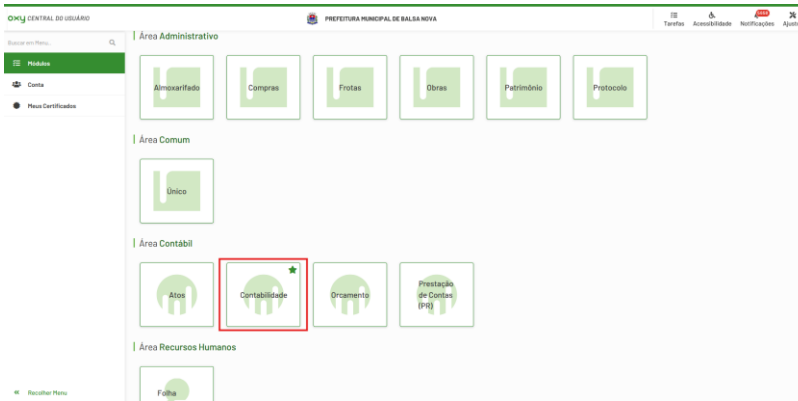 oxy CENTRAL DO USUÁRIO
PREFEITURA MUNICIPAL DE BALSA NOVA
Tarefas Acessibilidade Notificações Ajust
Buscar em Menu..
Módulos
Conta
Meus Certificados
Área Administrativo
Almoxarifado
Compras
Frotas
Obras
Patrimônio
Protocolo
Área Comum
Único
Área Contábil
Atos
Contabilidade
Orcamento
Prestação
de Contas
(PR)
Área Recursos Humanos
Folha
Recolher Menu